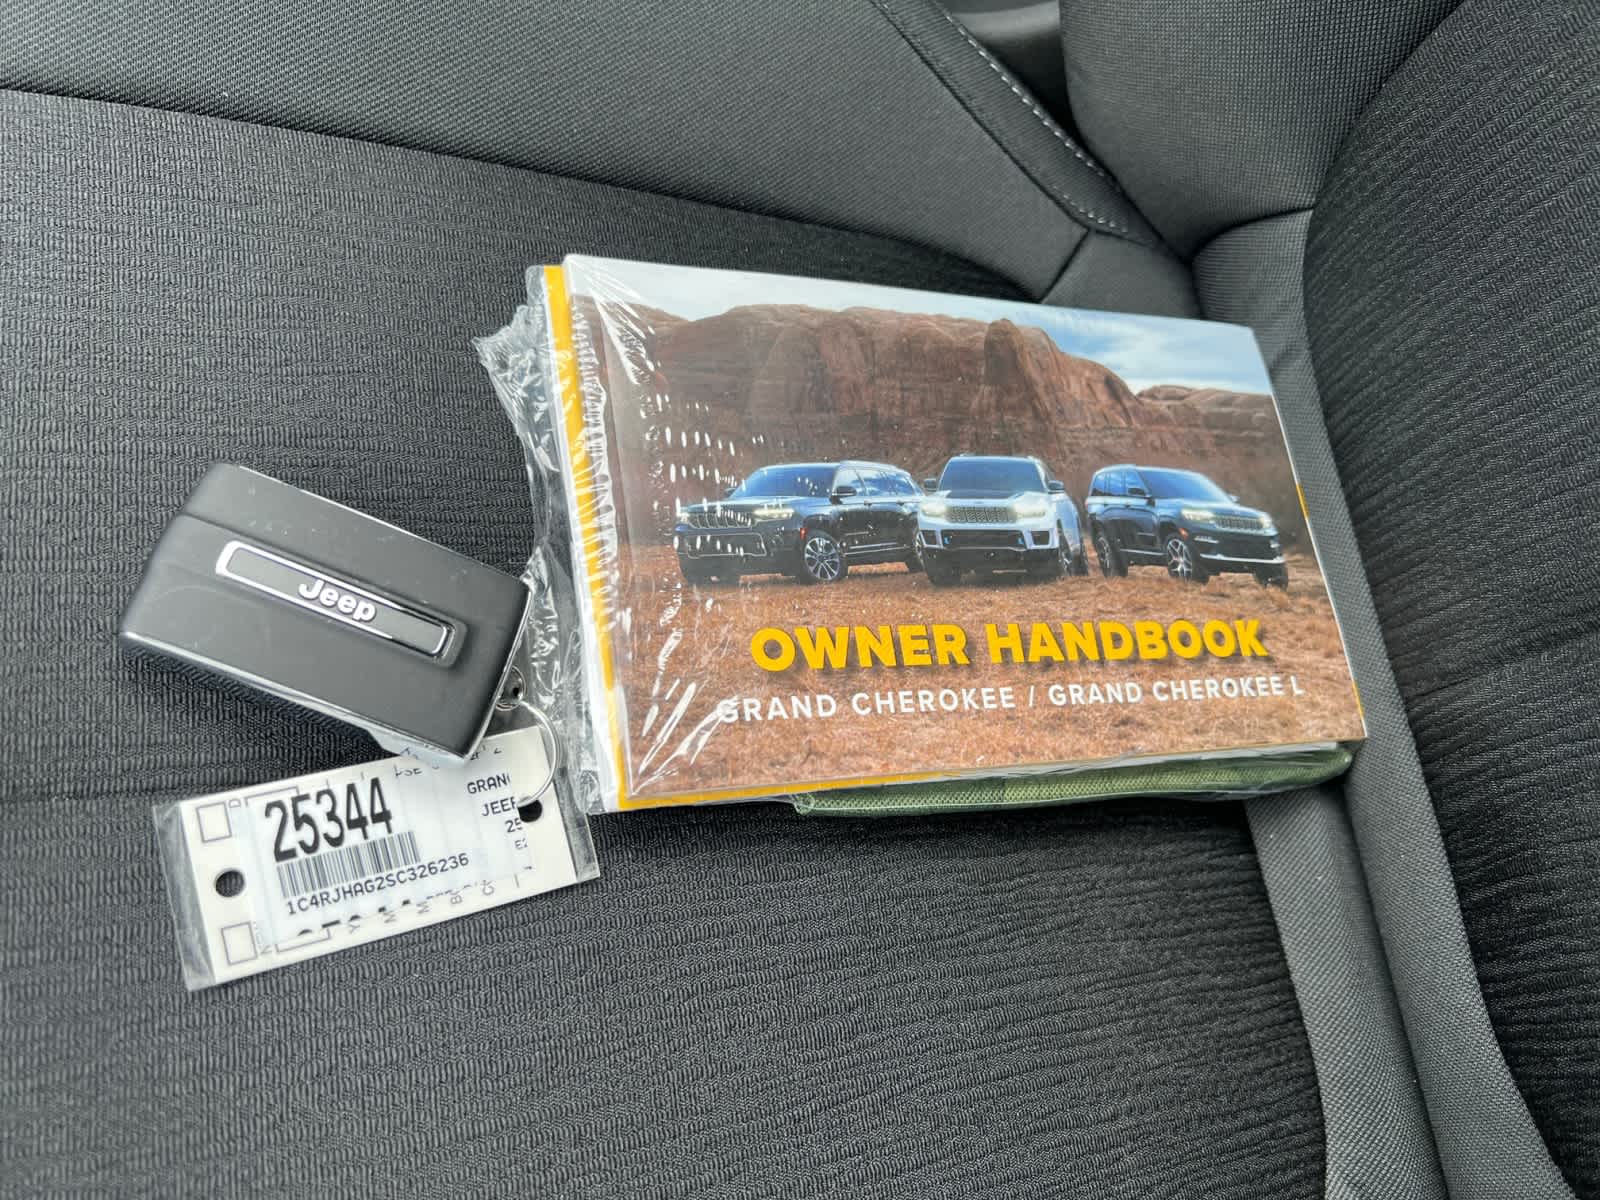 Jeep
OWNER HANDBOOK
GRAND CHEROKEE / GRAND CHEROKEE L
25344
1C4RJHAG2SC326236
GRAN
JEEP
25